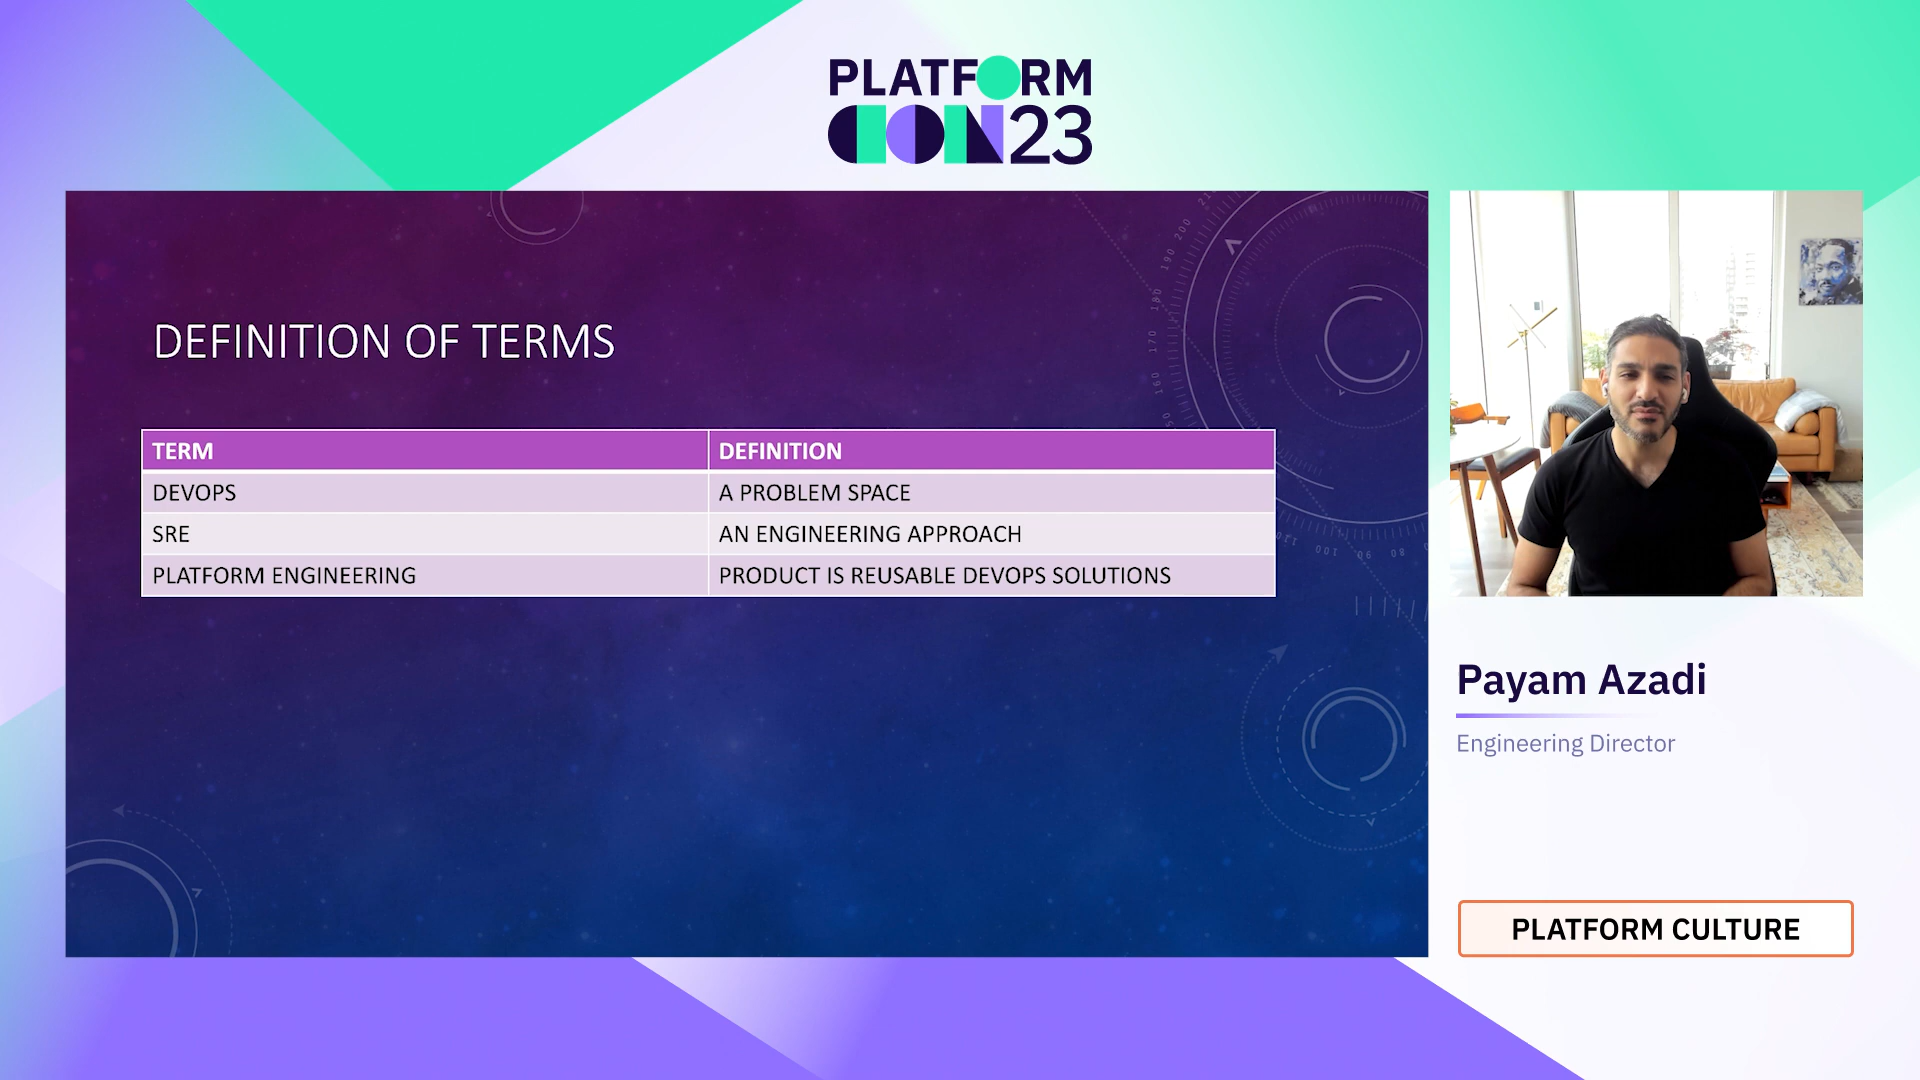 PLATFORM
CON23
DEFINITION OF TERMS
TERM DEFINITION
DEVOPS A PROBLEM SPACE
SRE AN ENGINEERING APPROACH
PLATFORM ENGINEERING PRODUCT IS REUSABLE DEVOPS SOLUTIONS
Payam Azadi
Engineering Director
PLATFORM CULTURE